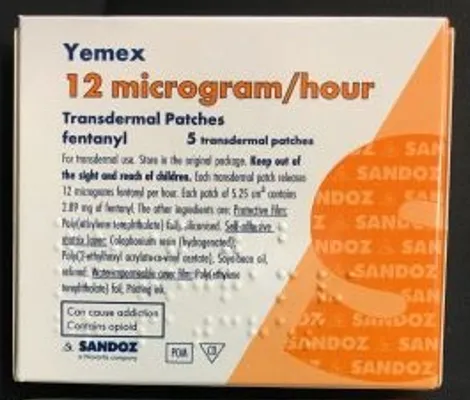 Yemex
12 microgram/hour
Transdermal Patches
fentanyl 5 transdermal patches
For transdermal use. Store in the original package. Keep out of
the sight and reach of children. Each transdermal patch releases
12 micrograms fentanyl per hour. Each patch of 5.25 cm² contains
2.89 mg of fentanyl. The other ingredients are: Protective Film:
Poly(ethylene terephthalate) foil, siliconised. Self-adhesive
matrix layer: Colophonium resin (hydrogenated);
Poly(2-ethylhexyl acrylate-co-vinyl acetate), Soya-bean oil,
refined. Water-impermeable cover film: Poly(ethylene
terephthalate) foil, Printing ink.
Can cause addiction
Contains opioid
SANDOZ
a Novartis company
POM
CD
SANDOZ
SANDOZ
SANDOZ
SANDOZ
SANDOZ
SANDOZ